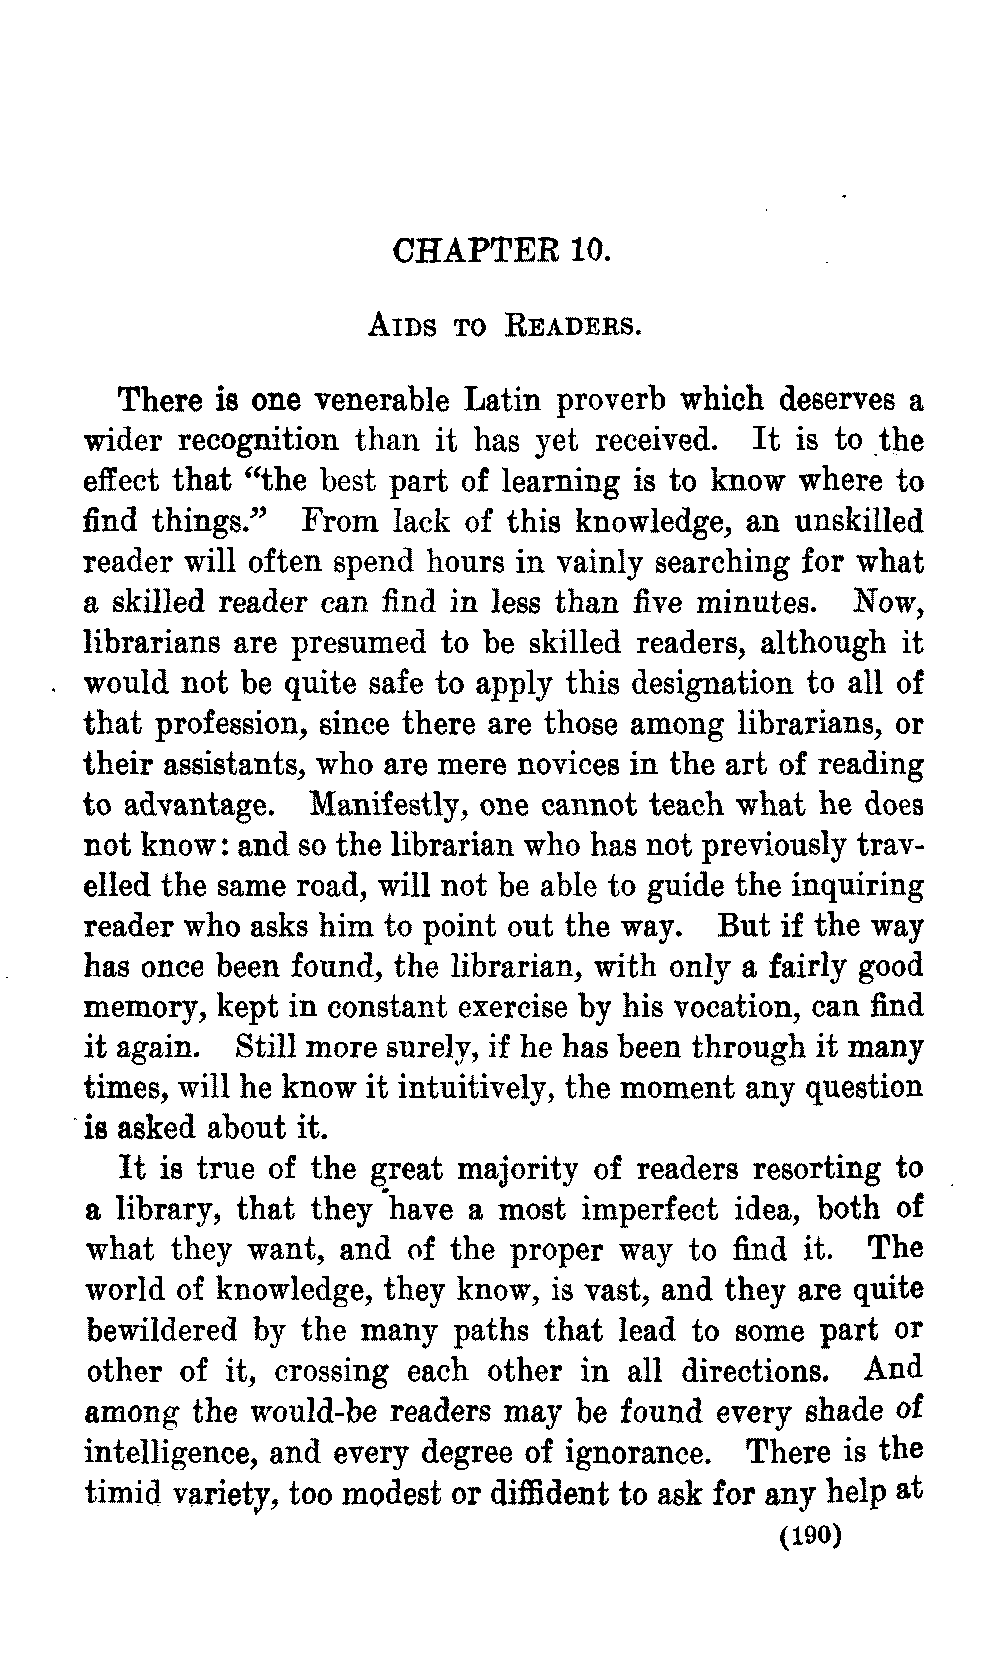 CHAPTER 10.
AIDS TO READERS.
There is one venerable Latin proverb which deserves a
wider recognition than it has yet received. It is to the
effect that “the best part of learning is to know where to
find things.” From lack of this knowledge, an unskilled
reader will often spend hours in vainly searching for what
a skilled reader can find in less than five minutes. Now,
librarians are presumed to be skilled readers, although it
would not be quite safe to apply this designation to all of
that profession, since there are those among librarians, or
their assistants, who are mere novices in the art of reading
to advantage. Manifestly, one cannot teach what he does
not know: and so the librarian who has not previously trav-
elled the same road, will not be able to guide the inquiring
reader who asks him to point out the way. But if the way
has once been found, the librarian, with only a fairly good
memory, kept in constant exercise by his vocation, can find
it again. Still more surely, if he has been through it many
times, will he know it intuitively, the moment any question
is asked about it.
It is true of the great majority of readers resorting to
a library, that they have a most imperfect idea, both of
what they want, and of the proper way to find it. The
world of knowledge, they know, is vast, and they are quite
bewildered by the many paths that lead to some part or
other of it, crossing each other in all directions. And
among the would-be readers may be found every shade of
intelligence, and every degree of ignorance. There is the
timid variety, too modest or diffident to ask for any help at
(190)